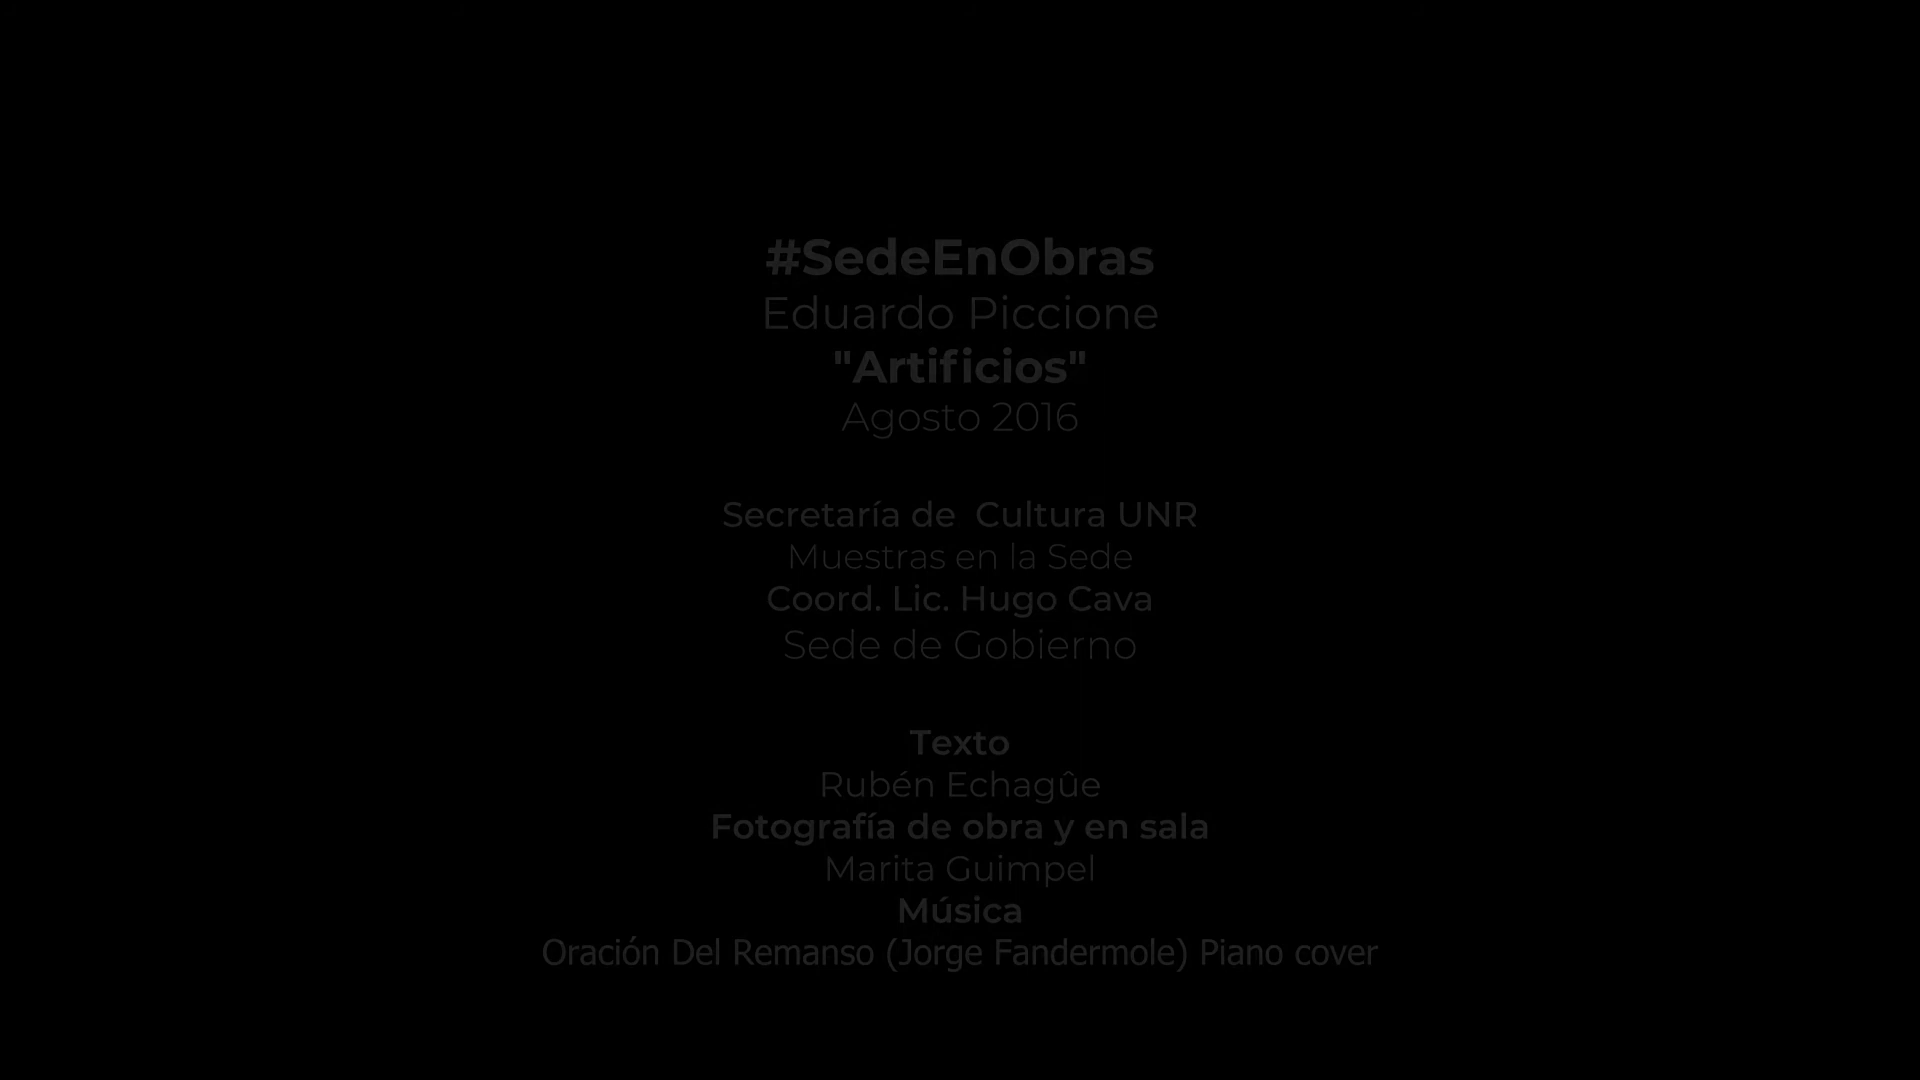 #SedeEnObras
Eduardo Piccione
"Artificios"
Agosto 2016
Secretaría de  Cultura UNR
Muestras en la Sede
Coord. Lic. Hugo Cava
Sede de Gobierno
Texto
Rubén Echagûe
Fotografía de obra y en sala
Marita Guimpel
Música
Oración Del Remanso (Jorge Fandermole) Piano cover